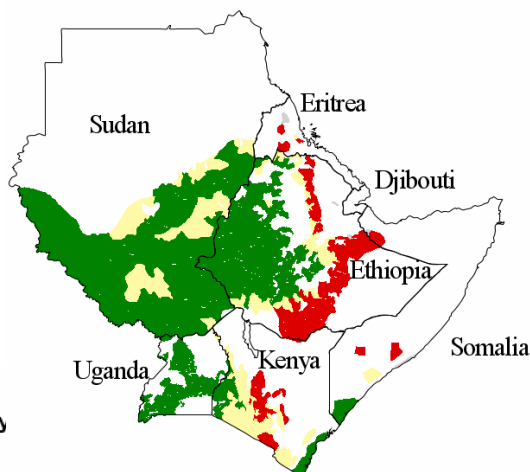 Eritrea
Sudan
Djibouti
Ethiopia
Somalia
Kenya
Uganda
y